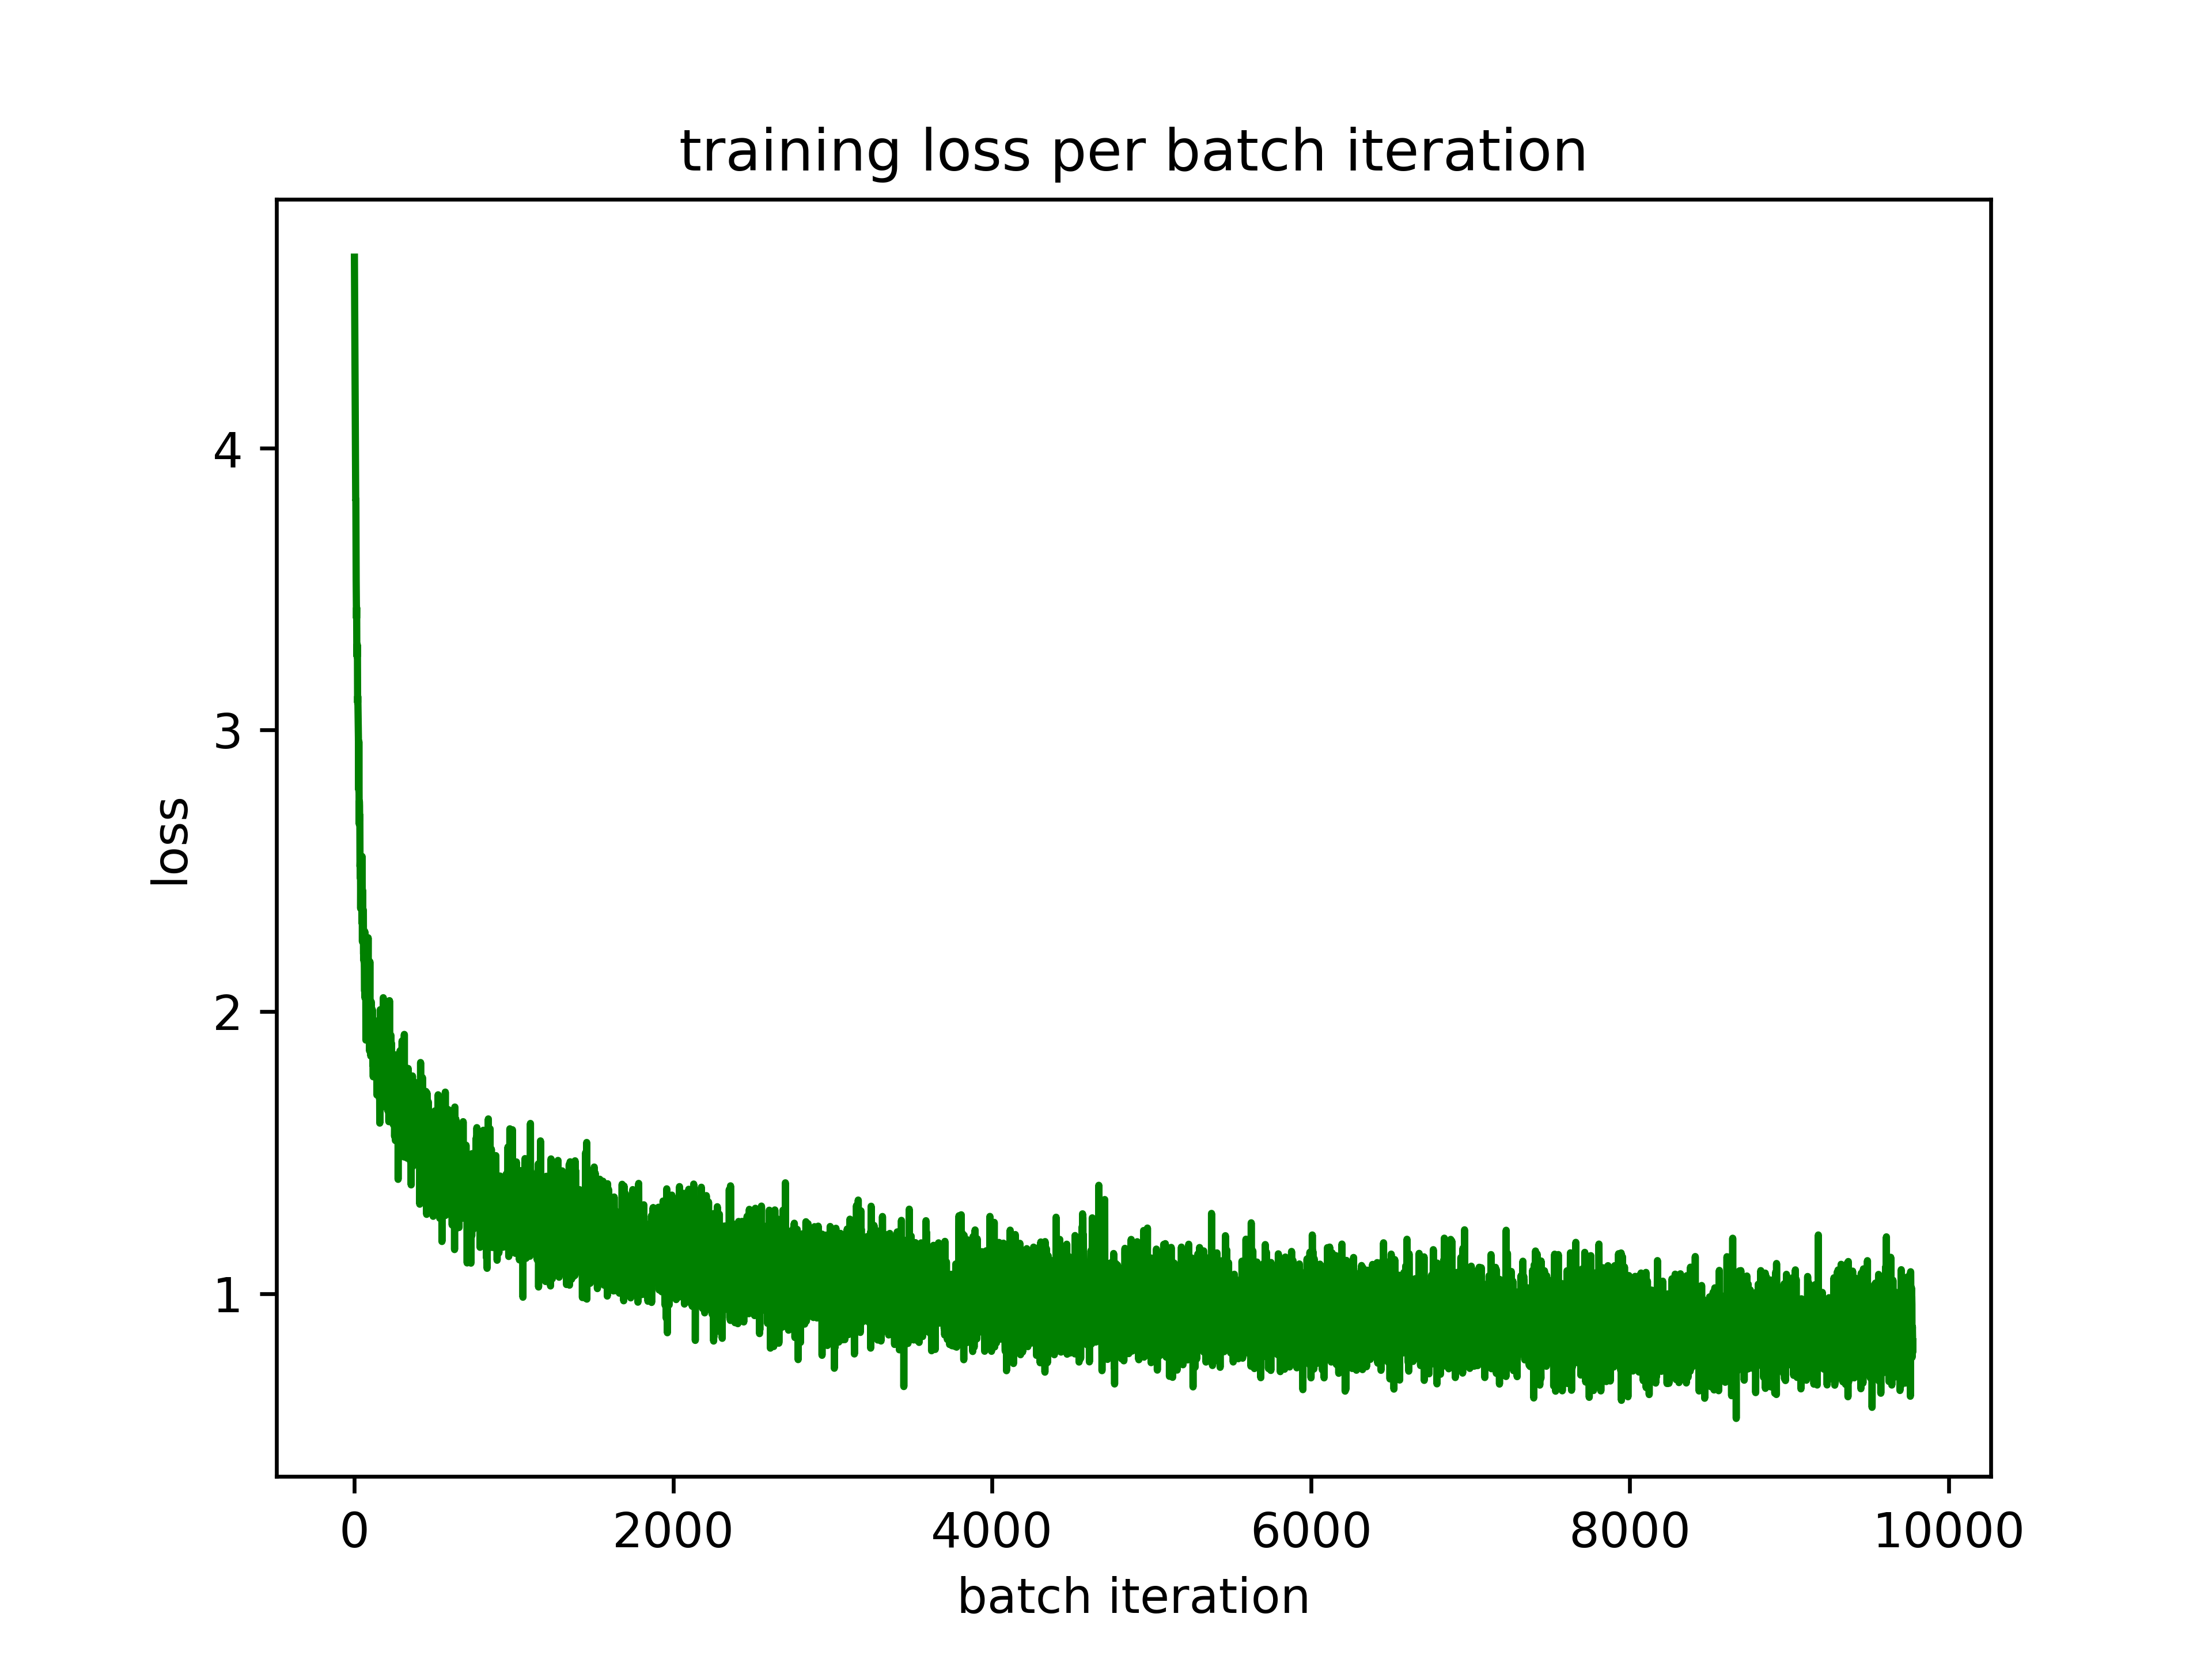 training loss per batch iteration
4
3
2
1
loss
0 2000 4000 6000 8000 10000
batch iteration